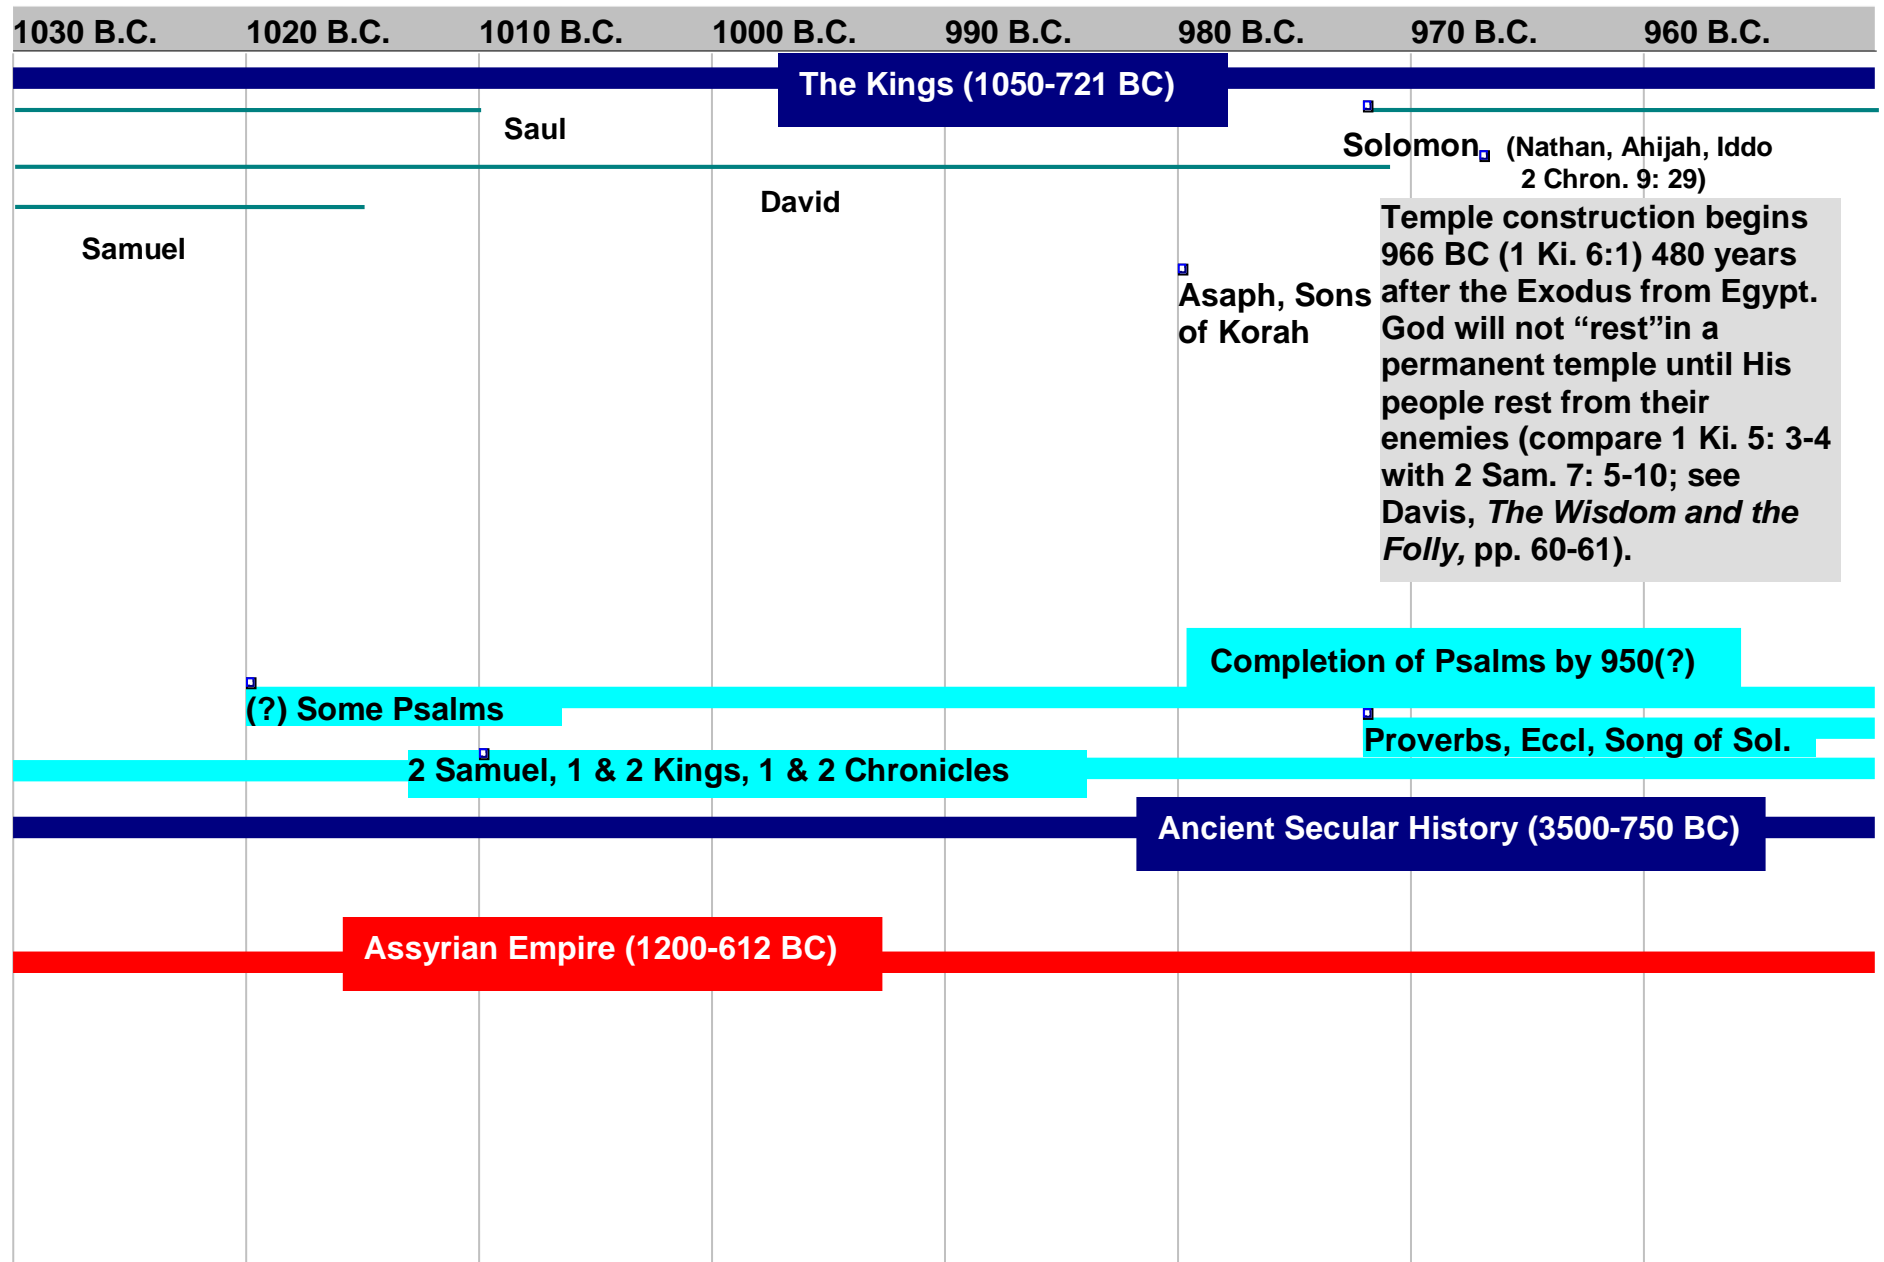 1030 B.C. 1020 B.C. 1010 B.C. 1000 B.C. 990 B.C. 980 B.C. 970 B.C. 960 B.C.
The Kings (1050-721 BC)
Saul
Solomon
(Nathan, Ahijah, Iddo
2 Chron. 9: 29)
David
Samuel
Asaph, Sons
of Korah
Temple construction begins
966 BC (1 Ki. 6:1) 480 years
after the Exodus from Egypt.
God will not “rest”in a
permanent temple until His
people rest from their
enemies (compare 1 Ki. 5: 3-4
with 2 Sam. 7: 5-10; see
Davis, The Wisdom and the
Folly, pp. 60-61).
Completion of Psalms by 950(?)
(?) Some Psalms
Proverbs, Eccl, Song of Sol.
2 Samuel, 1 & 2 Kings, 1 & 2 Chronicles
Ancient Secular History (3500-750 BC)
Assyrian Empire (1200-612 BC)